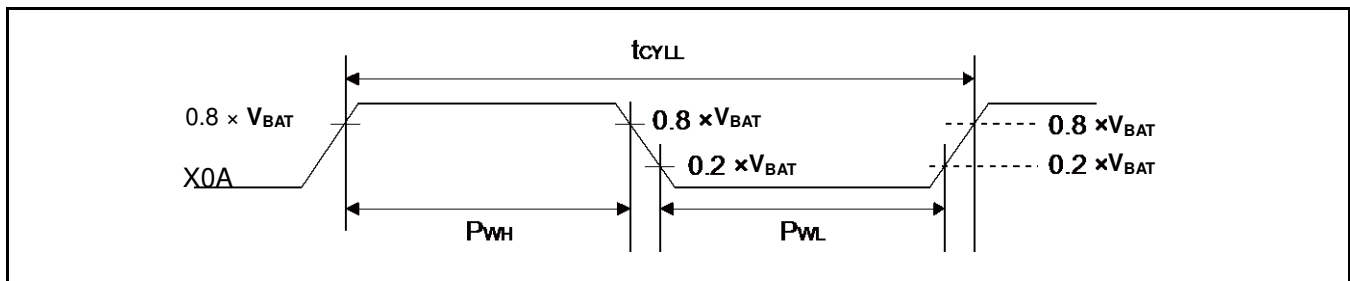 tCYLL
0.8 × VBAT
0.8 ×VBAT
0.8 ×VBAT
0.2 ×VBAT
0.2 ×VBAT
X0A
PWH
PWL